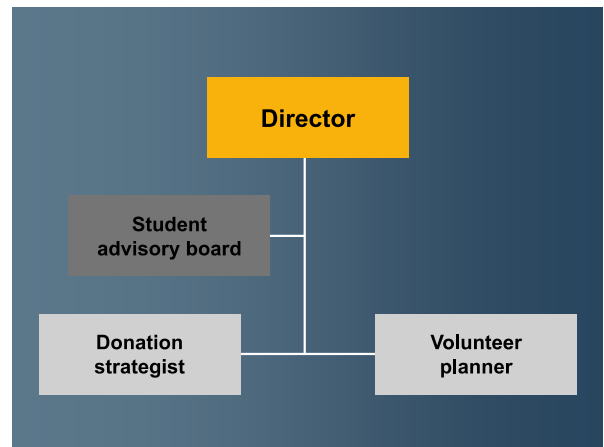 Director
Student
advisory board
Donation
strategist
Volunteer
planner